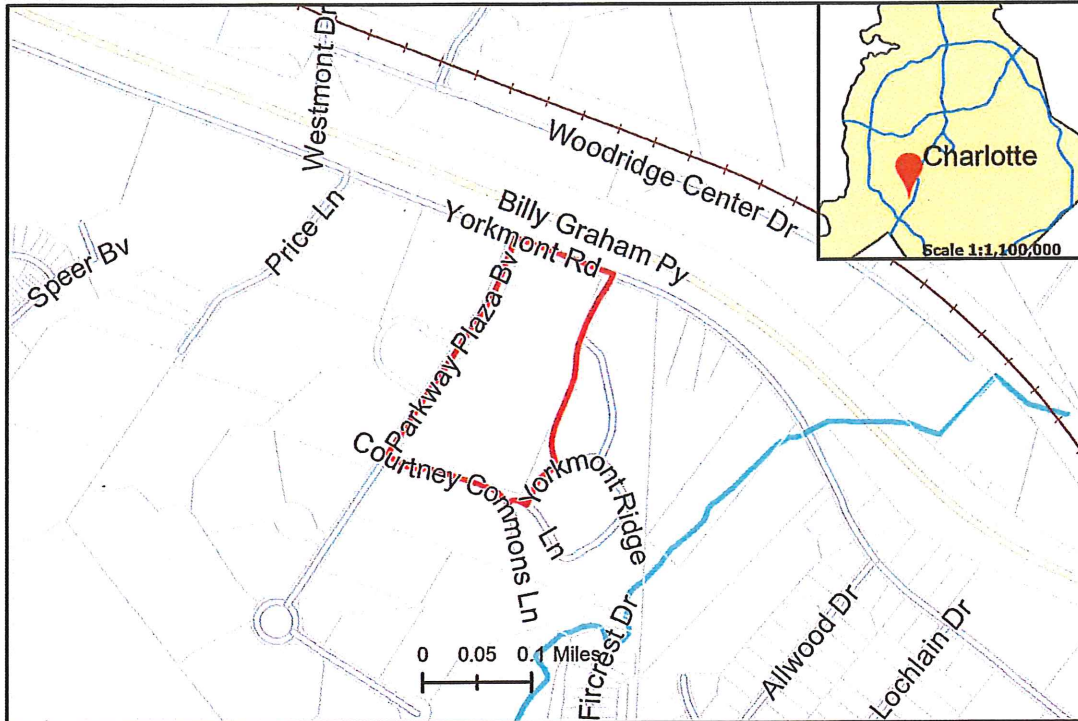 Westmont Dr
Woodridge Center Dr
Charlotte
Scale 1:1,100,000
Billy Graham Py
Yorkmont Rd
Price Ln
Speer Bv
Parkway Plaza Bv
Courtney Commons Ln
Yorkmont Ridge
Ln
Fircrest Dr
Allwood Dr
Lochlain Dr
0 0.05 0.1 Miles